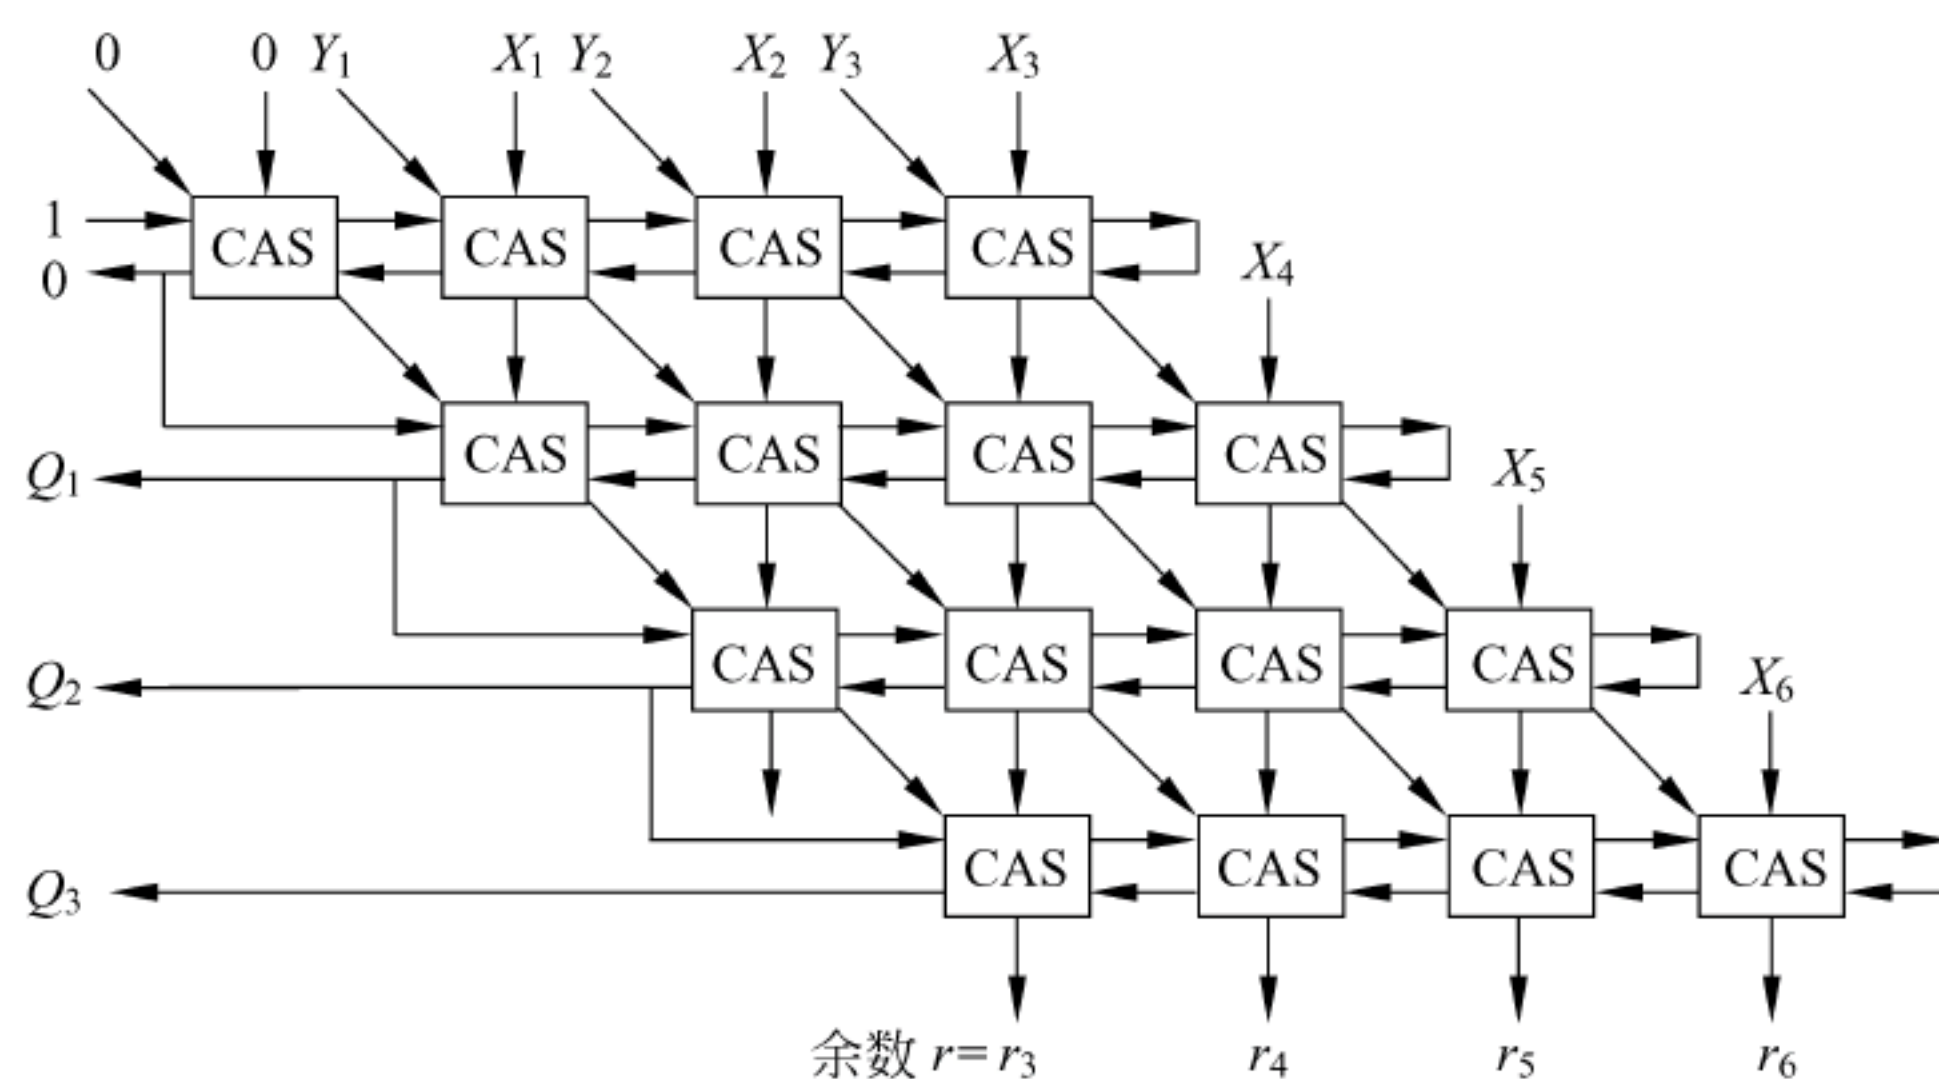 0 0 Y1 X1 Y2 X2 Y3 X3
1 CAS CAS CAS CAS
0 X4
CAS CAS CAS CAS
Q1 X5
CAS CAS CAS CAS
Q2 X6
CAS CAS CAS CAS
Q3
余数 r=r3 r4 r5 r6